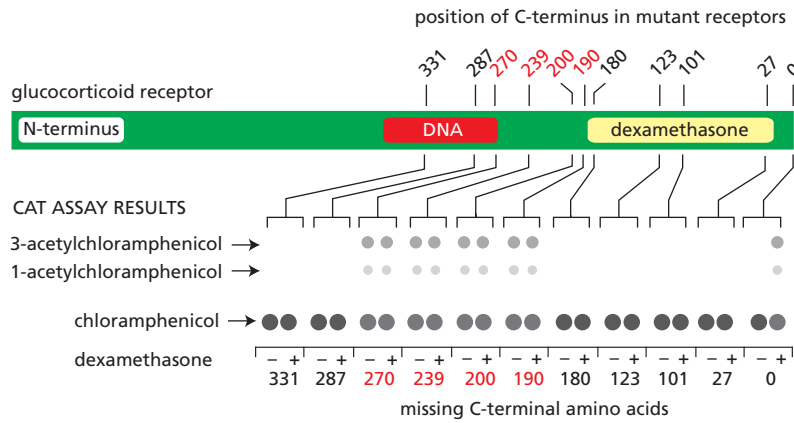 position of C-terminus in mutant receptors
331 287 270 239 200 190 180 123 101 27 0
glucocorticoid receptor
N-terminus DNA dexamethasone
CAT ASSAY RESULTS
3-acetylchloramphenicol
1-acetylchloramphenicol
chloramphenicol
dexamethasone – + – + – + – + – + – + – + – + – + – + – +
331 287 270 239 200 190 180 123 101 27 0
missing C-terminal amino acids